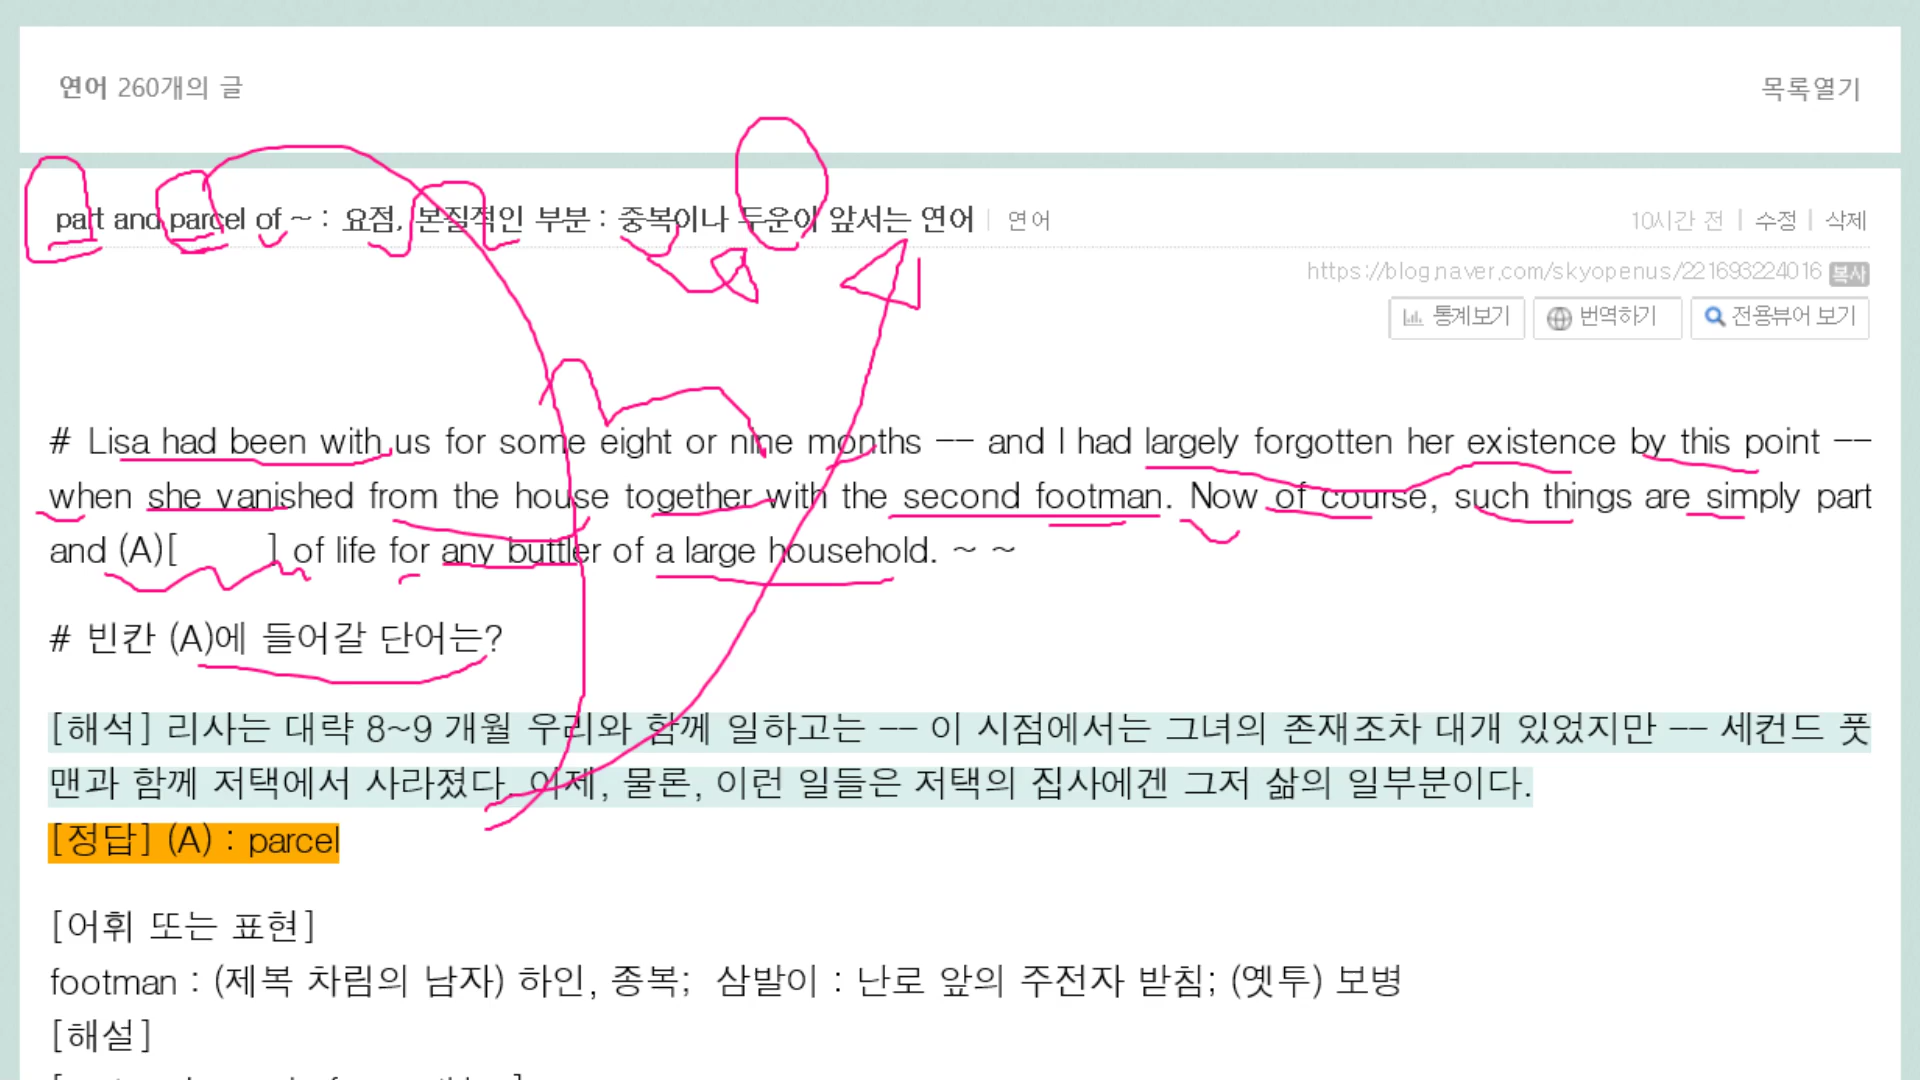 연어 260개의 글
목록열기
part and parcel of ~ : 요점, 본질적인 부분 : 중복이나 두운이 앞서는 연어 | 연어
10시간 전 | 수정 | 삭제
https://blog.naver.com/skyopenus/221693224016 복사
통계보기 번역하기 전용뷰어 보기
# Lisa had been with us for some eight or nine months -- and I had largely forgotten her existence by this point --
when she vanished from the house together with the second footman. Now of course, such things are simply part
and (A)[ ] of life for any buttler of a large household. ~ ~
# 빈칸 (A)에 들어갈 단어는?
[해석] 리사는 대략 8~9 개월 우리와 함께 일하고는 -- 이 시점에서는 그녀의 존재조차 대개 잊었지만 -- 세컨드 풋
맨과 함께 저택에서 사라졌다. 이제, 물론, 이런 일들은 저택의 집사에겐 그저 삶의 일부분이다.
[정답] (A) : parcel
[어휘 또는 표현]
footman : (제복 차림의 남자) 하인, 종복; 삼발이 : 난로 앞의 주전자 받침; (옛투) 보병
[해설]